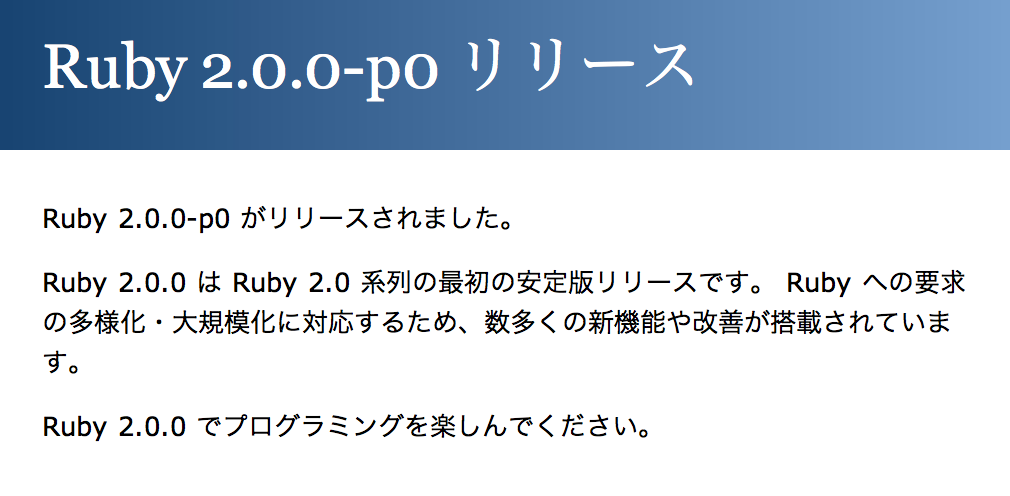 Ruby 2.0.0-p0 リリース
Ruby 2.0.0-p0 がリリースされました。
Ruby 2.0.0 は Ruby 2.0 系列の最初の安定版リリースです。 Ruby への要求
の多様化・大規模化に対応するため、数多くの新機能や改善が搭載されていま
す。
Ruby 2.0.0 でプログラミングを楽しんでください。